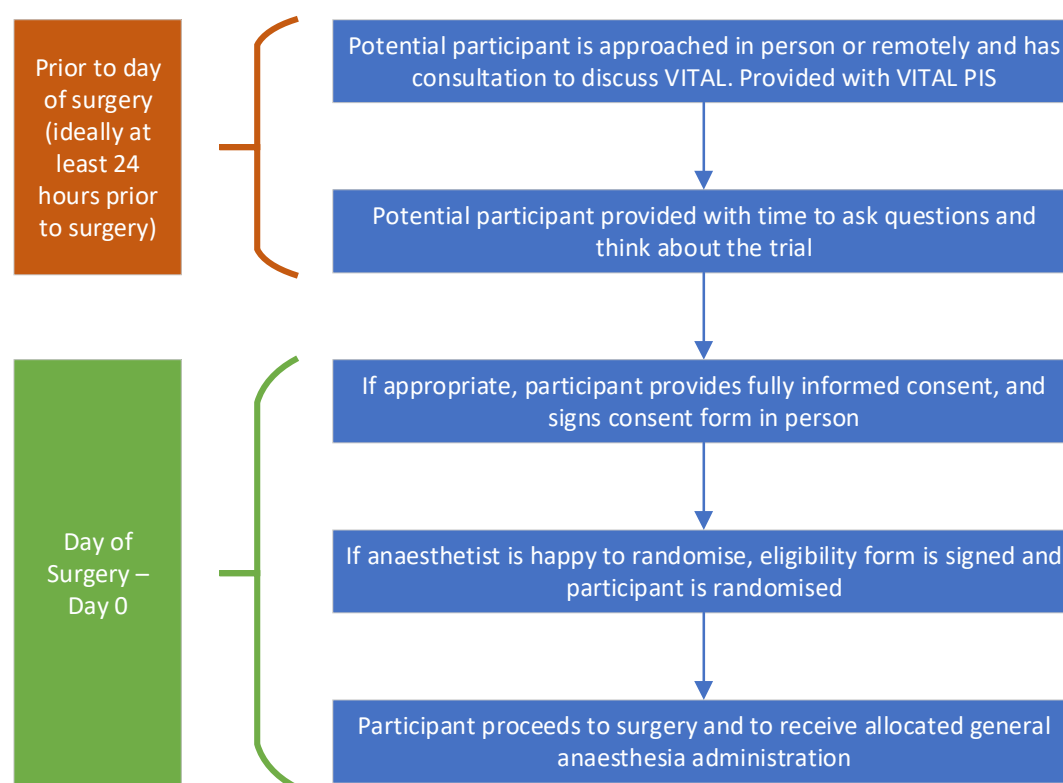 Prior to day
of surgery
(ideally at
least 24
hours prior
to surgery)
Potential participant is approached in person or remotely and has
consultation to discuss VITAL. Provided with VITAL PIS
Potential participant provided with time to ask questions and
think about the trial
Day of
Surgery –
Day 0
If appropriate, participant provides fully informed consent, and
signs consent form in person
If anaesthetist is happy to randomise, eligibility form is signed and
participant is randomised
Participant proceeds to surgery and to receive allocated general
anaesthesia administration